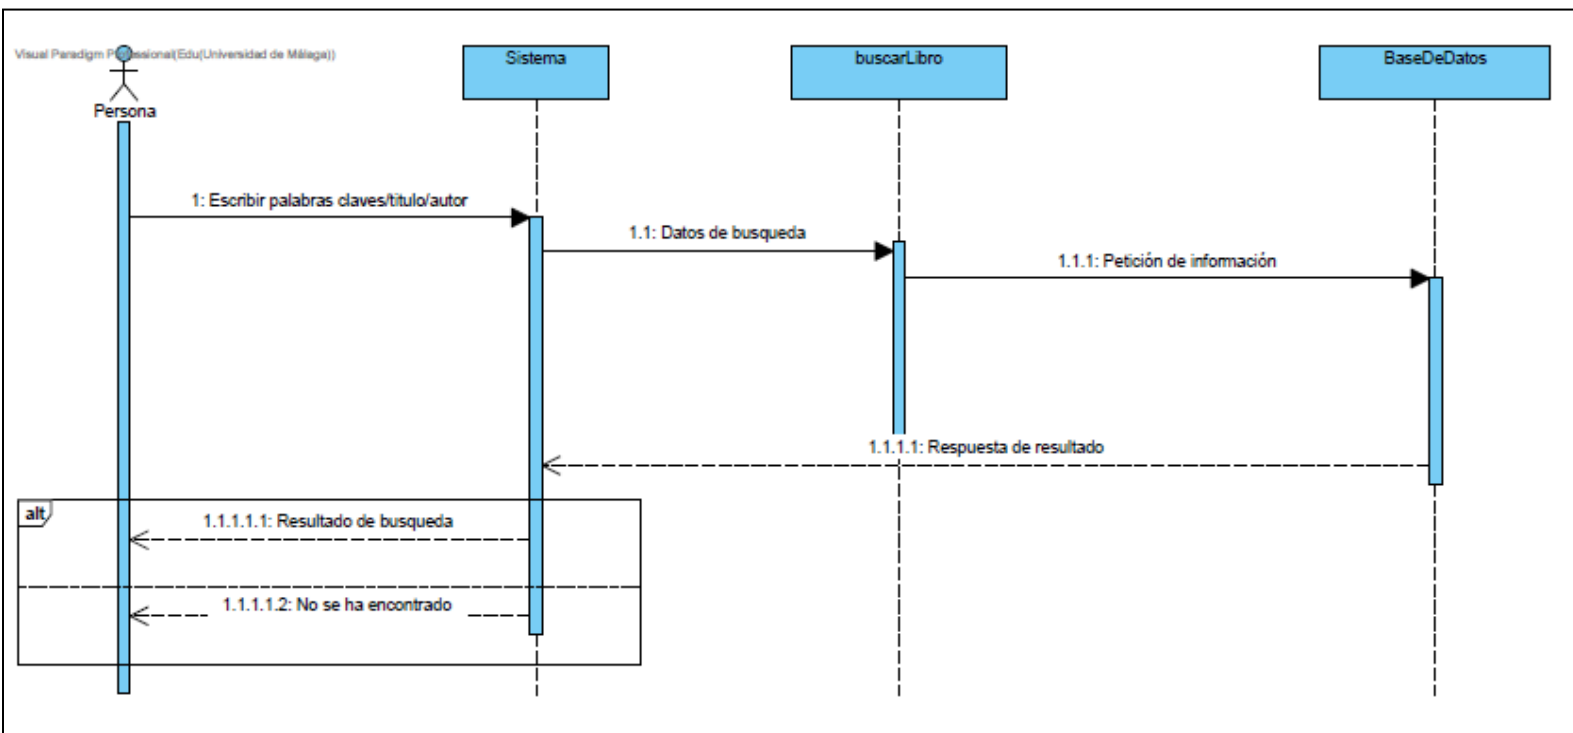 Visual Paradigm Professional(Edu(Universidad de Málaga))
Persona
Sistema
buscarLibro
BaseDeDatos
1: Escribir palabras claves/titulo/autor
1.1: Datos de busqueda
1.1.1: Petición de información
1.1.1.1: Respuesta de resultado
alt
1.1.1.1.1: Resultado de busqueda
1.1.1.1.2: No se ha encontrado